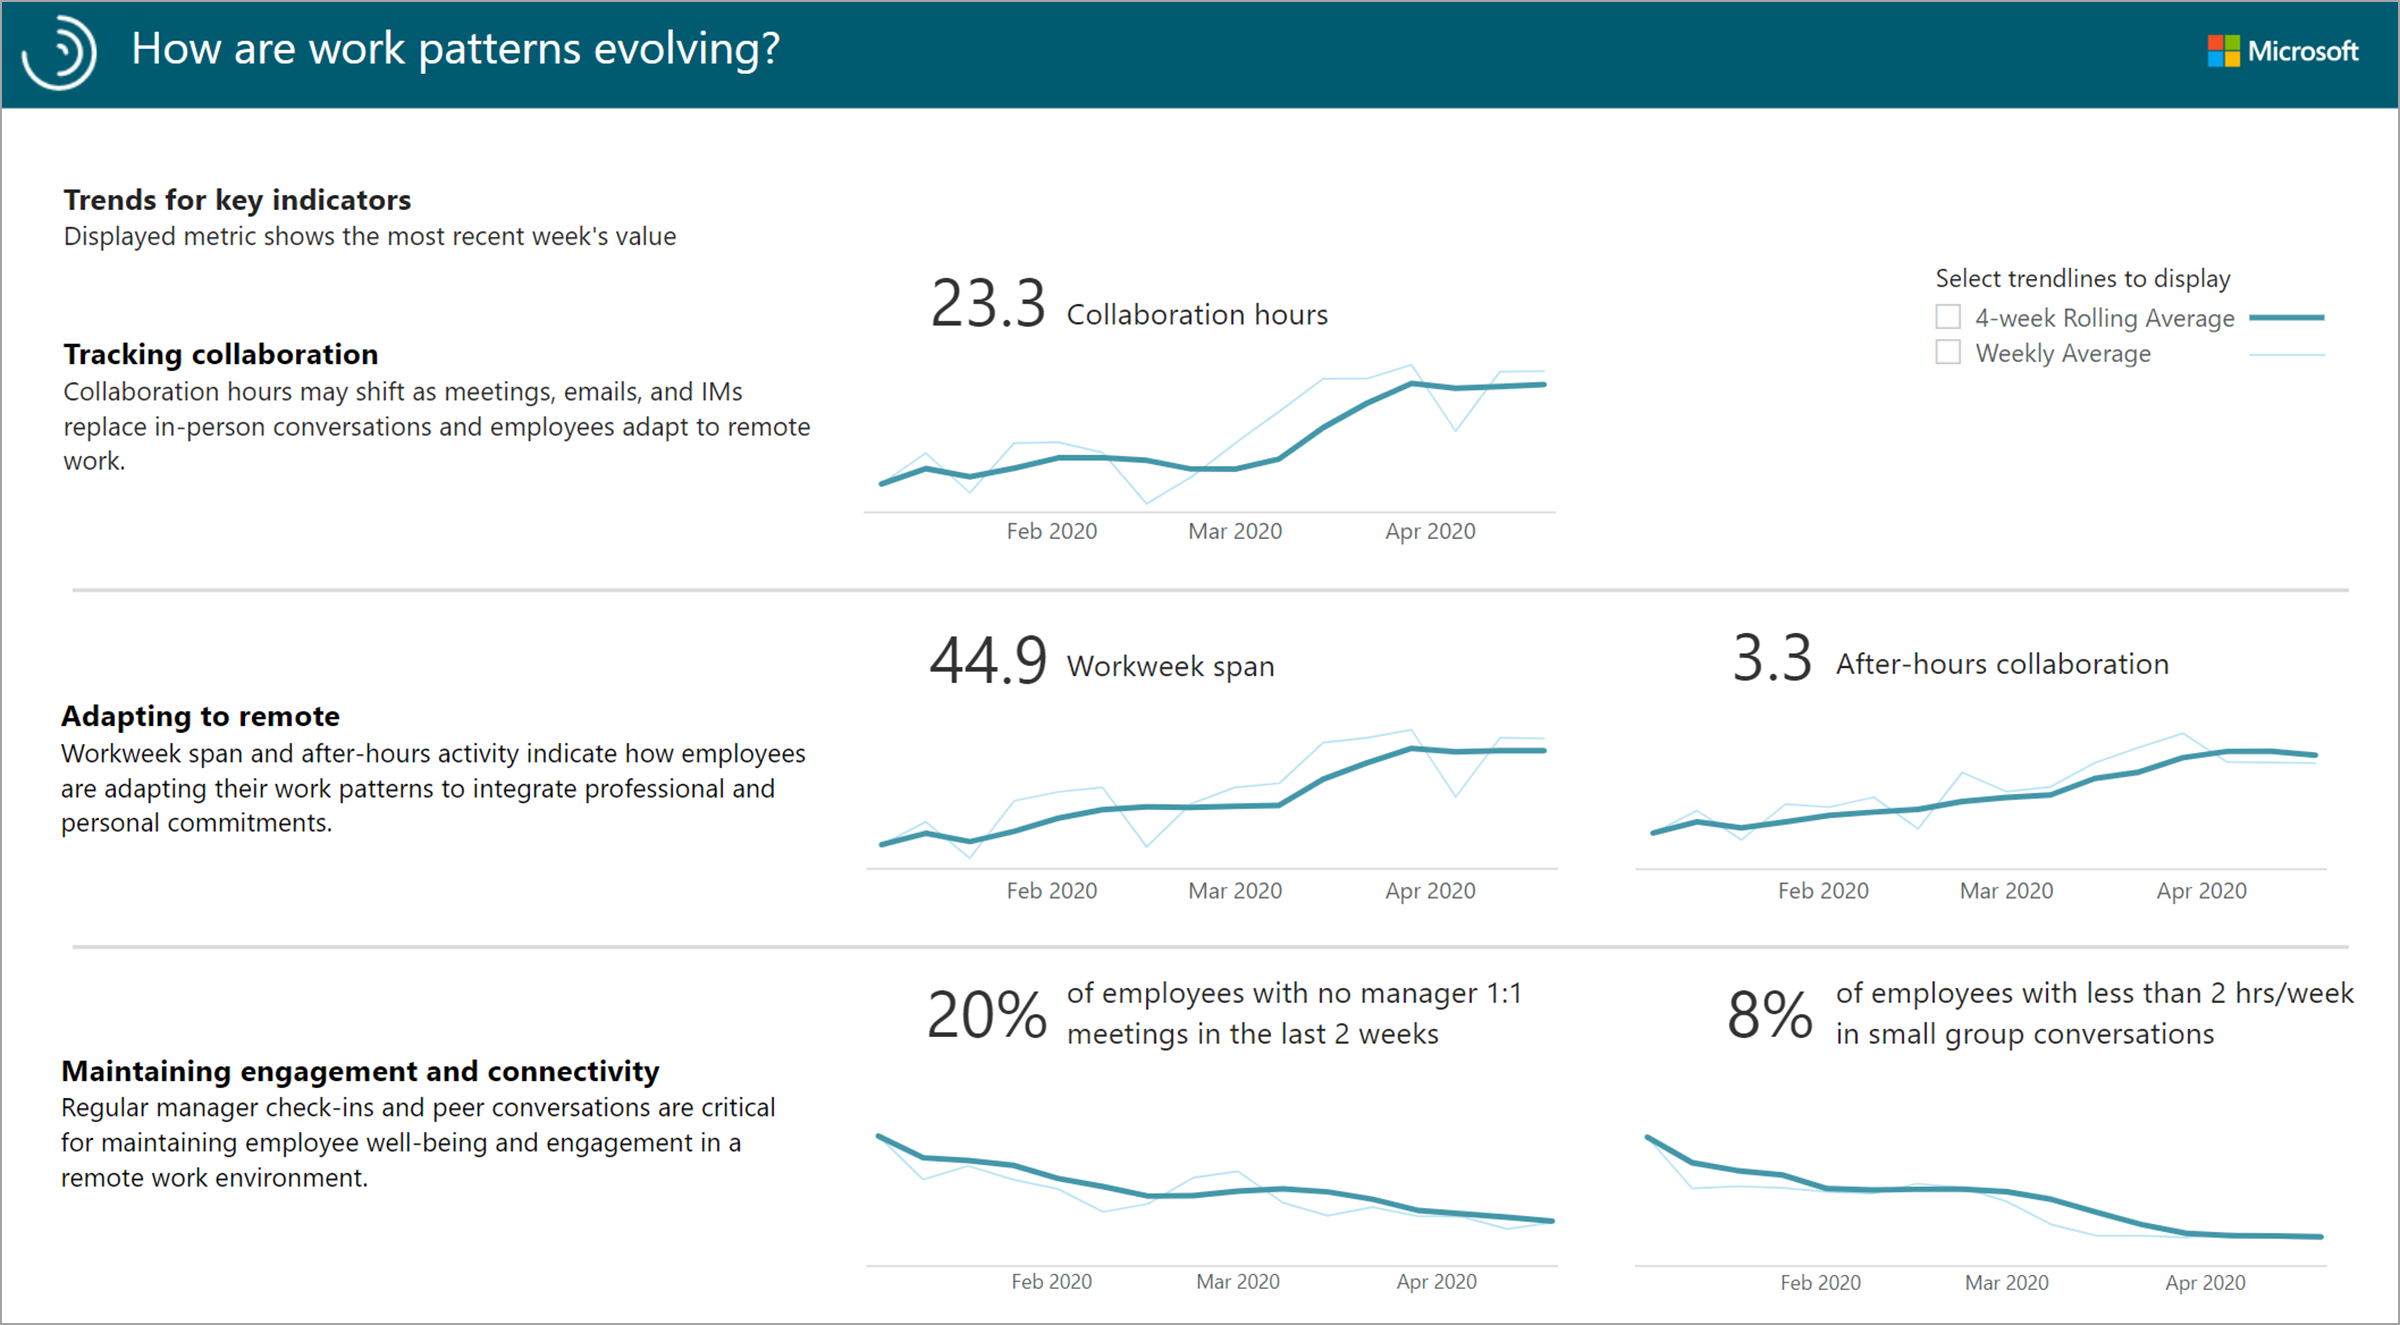 How are work patterns evolving?
Microsoft
Trends for key indicators
Displayed metric shows the most recent week's value
Select trendlines to display
4-week Rolling Average
Weekly Average
Tracking collaboration
Collaboration hours may shift as meetings, emails, and IMs
replace in-person conversations and employees adapt to remote
work.
23.3 Collaboration hours
Feb 2020 Mar 2020 Apr 2020
Adapting to remote
Workweek span and after-hours activity indicate how employees
are adapting their work patterns to integrate professional and
personal commitments.
44.9 Workweek span
Feb 2020 Mar 2020 Apr 2020
3.3 After-hours collaboration
Feb 2020 Mar 2020 Apr 2020
Maintaining engagement and connectivity
Regular manager check-ins and peer conversations are critical
for maintaining employee well-being and engagement in a
remote work environment.
20% of employees with no manager 1:1
meetings in the last 2 weeks
Feb 2020 Mar 2020 Apr 2020
8% of employees with less than 2 hrs/week
in small group conversations
Feb 2020 Mar 2020 Apr 2020